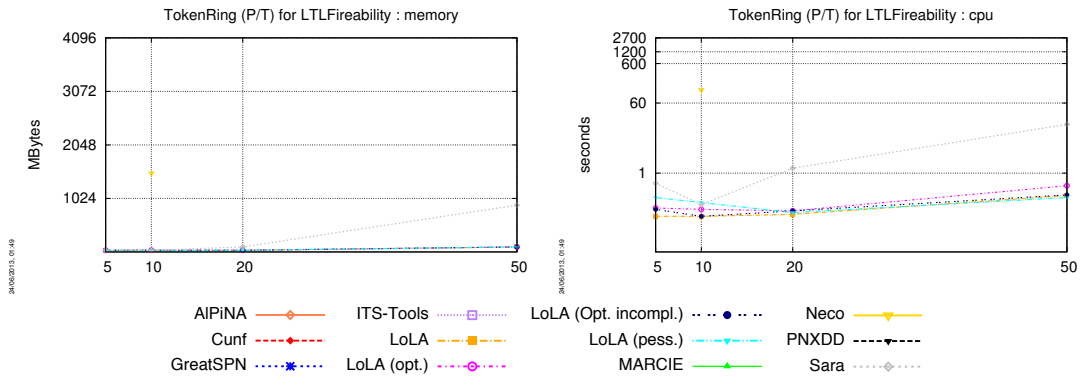 TokenRing (P/T) for LTLFireability : memory
4096
3072
2048
1024
MBytes
5 10 20 50
24/06/2013, 01:49
TokenRing (P/T) for LTLFireability : cpu
2700
1200
600
60
1
seconds
5 10 20 50
24/06/2013, 01:49
AlPiNA ITS-Tools LoLA (Opt. incompl.) Neco
Cunf LoLA LoLA (pess.) PNXDD
GreatSPN LoLA (opt.) MARCIE Sara